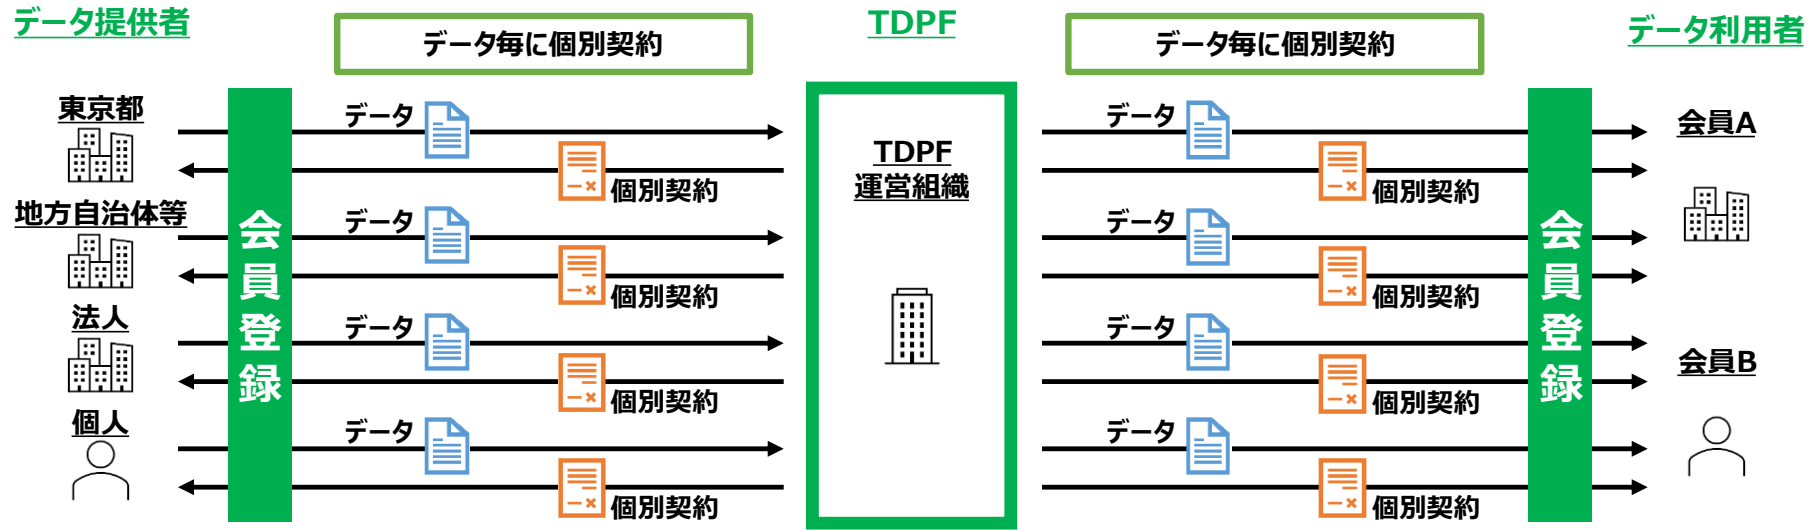 データ提供者
データ毎に個別契約
TDPF
データ毎に個別契約
データ利用者
東京都
地方自治体等
法人
個人
会員登録
データ
個別契約
データ
個別契約
データ
個別契約
データ
個別契約
TDPF
運営組織
データ
個別契約
データ
個別契約
データ
個別契約
データ
個別契約
会員登録
会員A
会員B